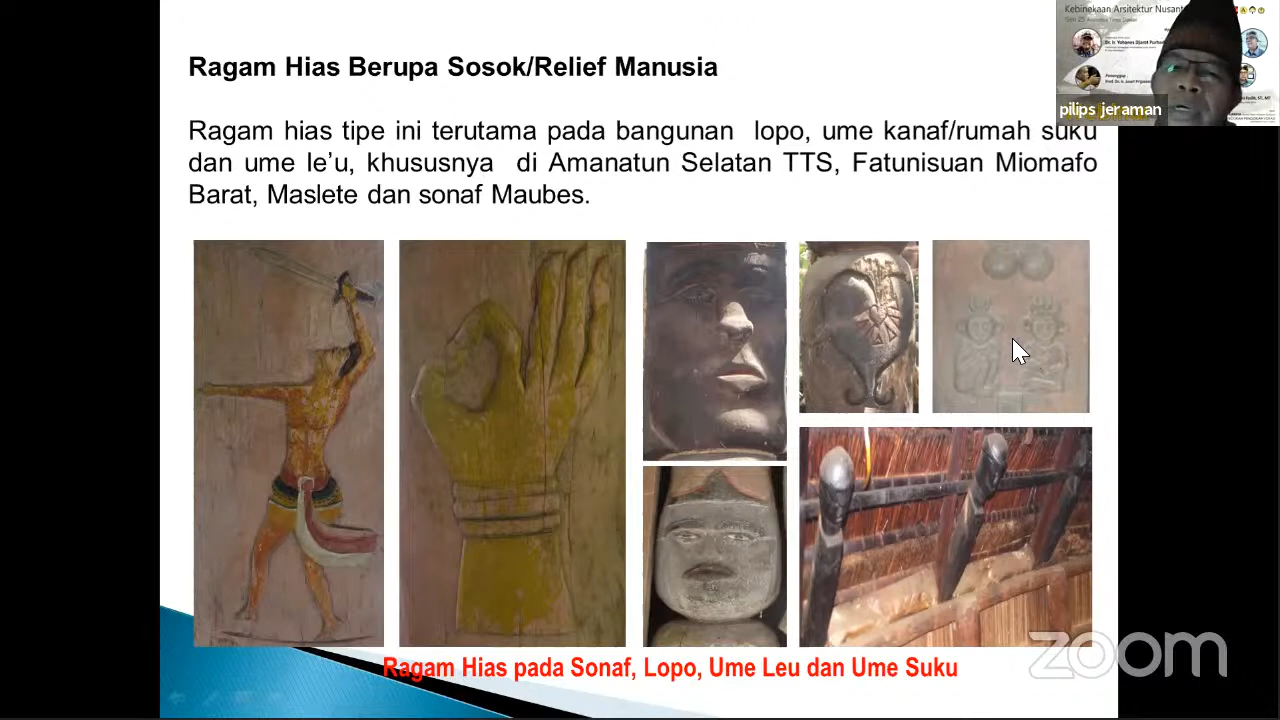 Ragam Hias Berupa Sosok/Relief Manusia
Ragam hias tipe ini terutama pada bangunan lopo, ume kanaf/rumah suku
dan ume le’u, khususnya di Amanatun Selatan TTS, Fatunisuan Miomafo
Barat, Maslete dan sonaf Maubes.
Ragam Hias pada Sonaf, Lopo, Ume Leu dan Ume Suku
Kebinekaan Arsitektur Nusant
pilips jeraman
zoom